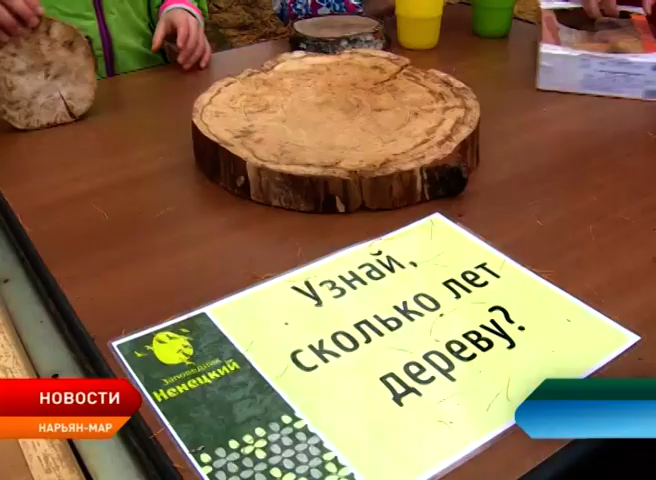 Узнай,
сколько лет
дереву?
Заповедник
Ненецкий
НОВОСТИ
НАРЬЯН-МАР